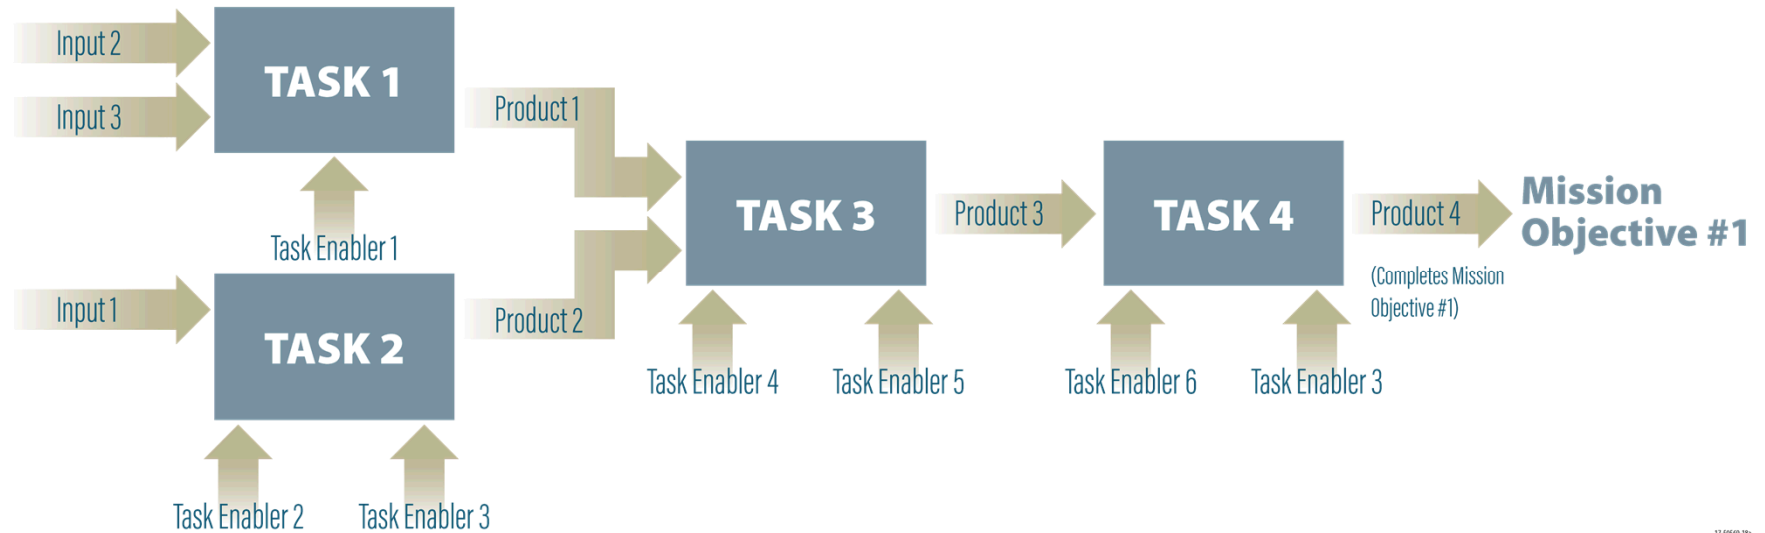 Input 2
TASK 1
Input 3
Product 1
Task Enabler 1
Input 1
TASK 2
Product 2
Task Enabler 2
Task Enabler 3
TASK 3
Product 3
Task Enabler 4
Task Enabler 5
TASK 4
Product 4
(Completes Mission
Objective #1)
Task Enabler 6
Task Enabler 3
Mission
Objective #1